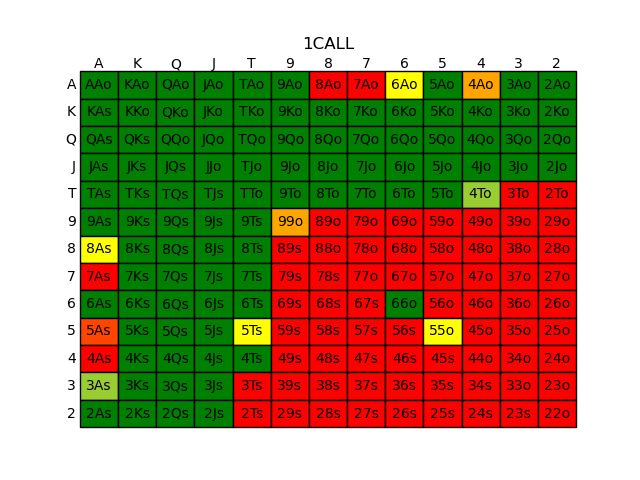 1CALL
A K Q J T 9 8 7 6 5 4 3 2
A AAo KAo QAo JAo TAo 9Ao 8Ao 7Ao 6Ao 5Ao 4Ao 3Ao 2Ao
K KAs KKo QKo JKo TKo 9Ko 8Ko 7Ko 6Ko 5Ko 4Ko 3Ko 2Ko
Q QAs QKs QQo JQo TQo 9Qo 8Qo 7Qo 6Qo 5Qo 4Qo 3Qo 2Qo
J JAs JKs JQs JJo TJo 9Jo 8Jo 7Jo 6Jo 5Jo 4Jo 3Jo 2Jo
T TAs TKs TQs TJs TTo 9To 8To 7To 6To 5To 4To 3To 2To
9 9As 9Ks 9Qs 9Js 9Ts 99o 89o 79o 69o 59o 49o 39o 29o
8 8As 8Ks 8Qs 8Js 8Ts 89s 88o 78o 68o 58o 48o 38o 28o
7 7As 7Ks 7Qs 7Js 7Ts 79s 78s 77o 67o 57o 47o 37o 27o
6 6As 6Ks 6Qs 6Js 6Ts 69s 68s 67s 66o 56o 46o 36o 26o
5 5As 5Ks 5Qs 5Js 5Ts 59s 58s 57s 56s 55o 45o 35o 25o
4 4As 4Ks 4Qs 4Js 4Ts 49s 48s 47s 46s 45s 44o 34o 24o
3 3As 3Ks 3Qs 3Js 3Ts 39s 38s 37s 36s 35s 34s 33o 23o
2 2As 2Ks 2Qs 2Js 2Ts 29s 28s 27s 26s 25s 24s 23s 22o